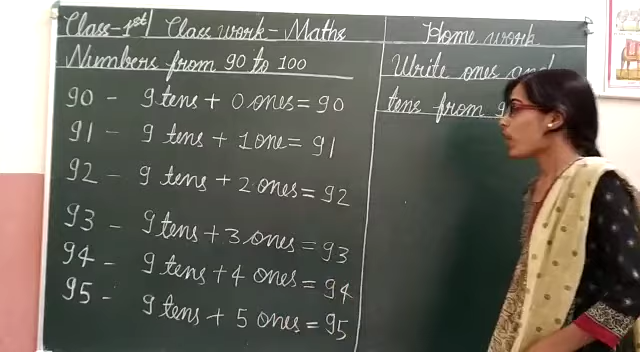 Class-1st Class work - Maths
Numbers from 90 to 100
90 - 9 tens + 0 ones = 90
91 - 9 tens + 1 one = 91
92 - 9 tens + 2 ones = 92
93 - 9 tens + 3 ones = 93
94 - 9 tens + 4 ones = 94
95 - 9 tens + 5 ones = 95
Home work
Write ones and
tens from